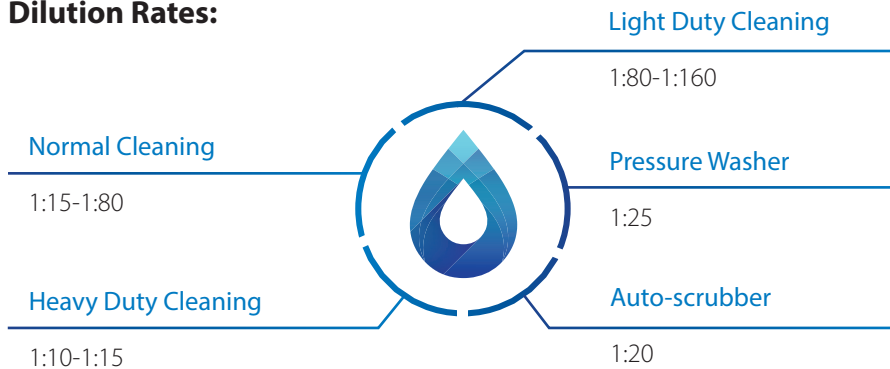 Dilution Rates:
Light Duty Cleaning
1:80-1:160
Normal Cleaning
1:15-1:80
Pressure Washer
1:25
Heavy Duty Cleaning
1:10-1:15
Auto-scrubber
1:20